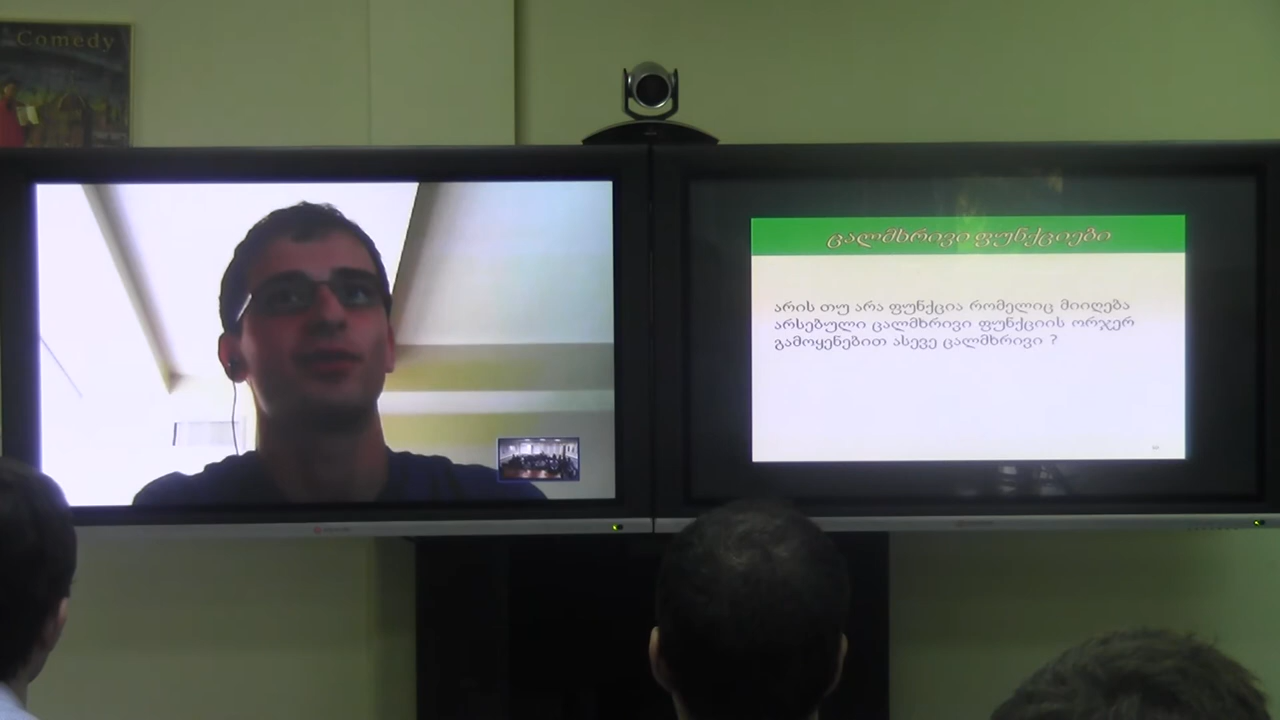 Comedy
ცალმხრივი ფუნქციები
არის თუ არა ფუნქცია რომელიც მიიღება
არსებული ცალმხრივი ფუნქციის ორჯერ
გამოყენებით ასევე ცალმხრივი ?